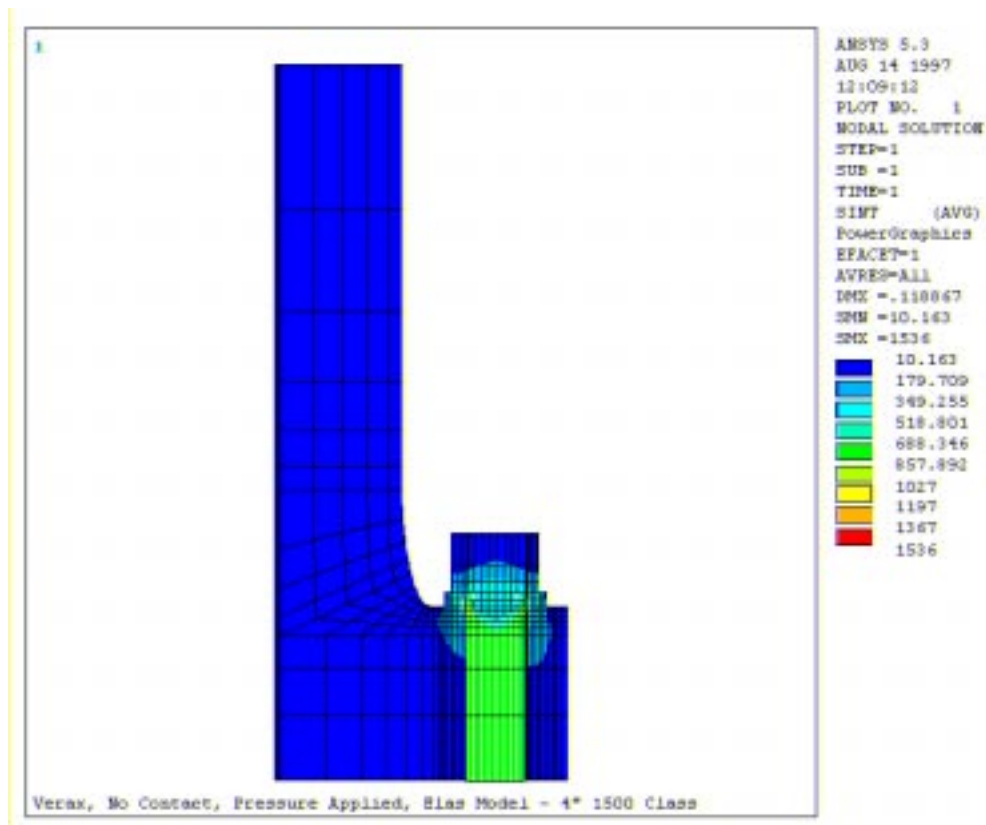 1
ANSYS 5.3
AUG 14 1997
12:09:12
PLOT NO. 1
NODAL SOLUTION
STEP=1
SUB =1
TIME=1
SINT (AVG)
PowerGraphics
EFACET=1
AVRES=All
DMX =.118867
SMN =10.163
SMX =1536
10.163
179.709
349.255
518.801
688.346
857.892
1027
1197
1367
1536
Verax, No Contact, Pressure Applied, Bias Model - 4" 1500 Class